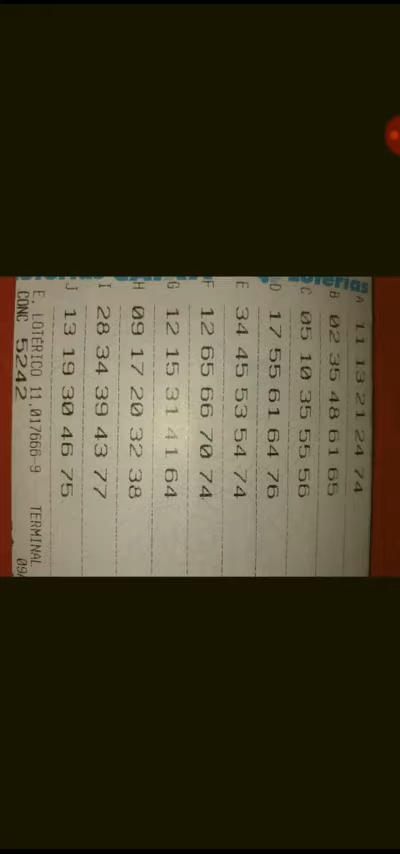 Loterias
A 11 13 21 24 74
B 02 35 48 61 65
C 05 10 35 55 56
D 17 55 61 64 76
E 34 45 53 54 74
F 12 65 66 70 74
G 12 15 31 41 64
H 09 17 20 32 38
I 28 34 39 43 77
J 13 19 30 46 75
E. LOTÉRICO 11.017666-9 TERMINAL
CONC 5242